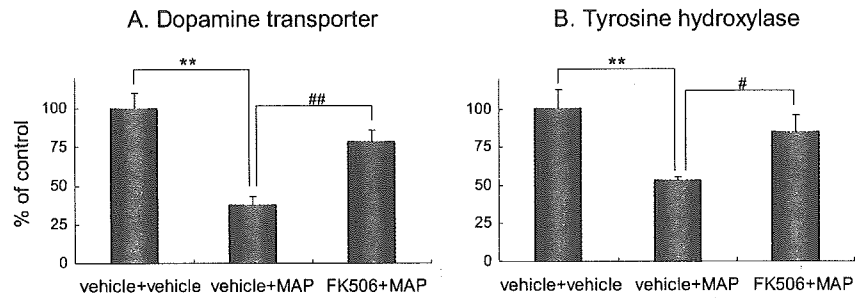 A. Dopamine transporter
**
##
100
75
50
25
0
% of control
vehicle+vehicle
vehicle+MAP
FK506+MAP
B. Tyrosine hydroxylase
**
#
100
75
50
25
0
vehicle+vehicle
vehicle+MAP
FK506+MAP